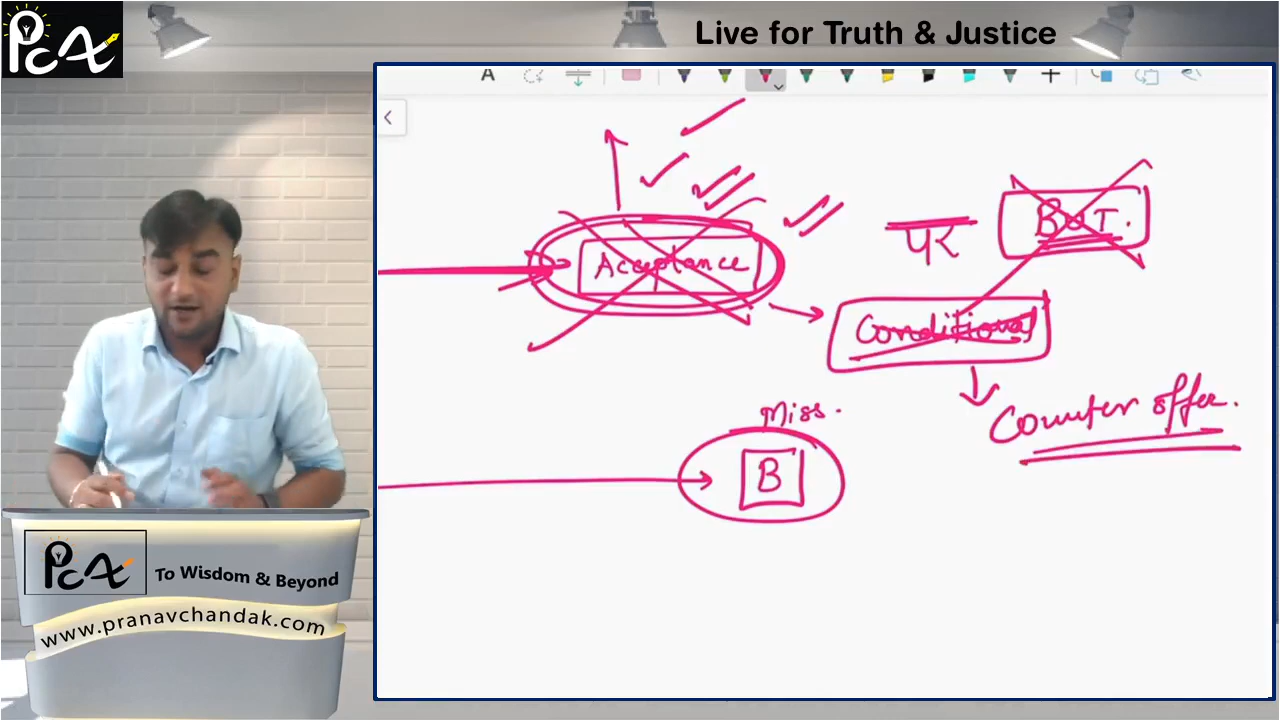 PCA
Live for Truth & Justice
A
पर
BUT.
Acceptance
Conditional
Counter offer.
Miss.
B
PCA
To Wisdom & Beyond
www.pranavchandak.com